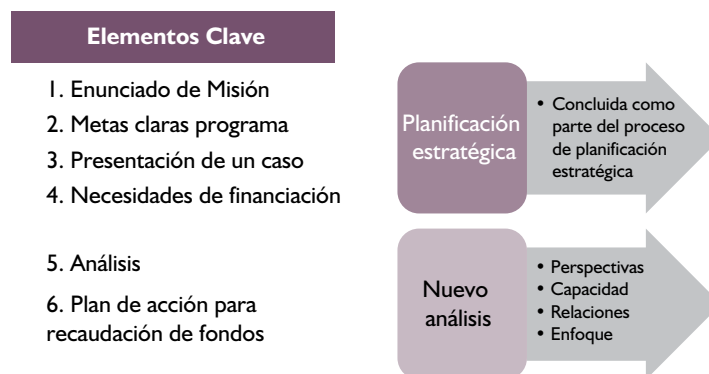 Elementos Clave
1. Enunciado de Misión
2. Metas claras programa
3. Presentación de un caso
4. Necesidades de financiación
5. Análisis
6. Plan de acción para
recaudación de fondos
Planificación
estratégica
• Concluida como
parte del proceso
de planificación
estratégica
Nuevo
análisis
• Perspectivas
• Capacidad
• Relaciones
• Enfoque